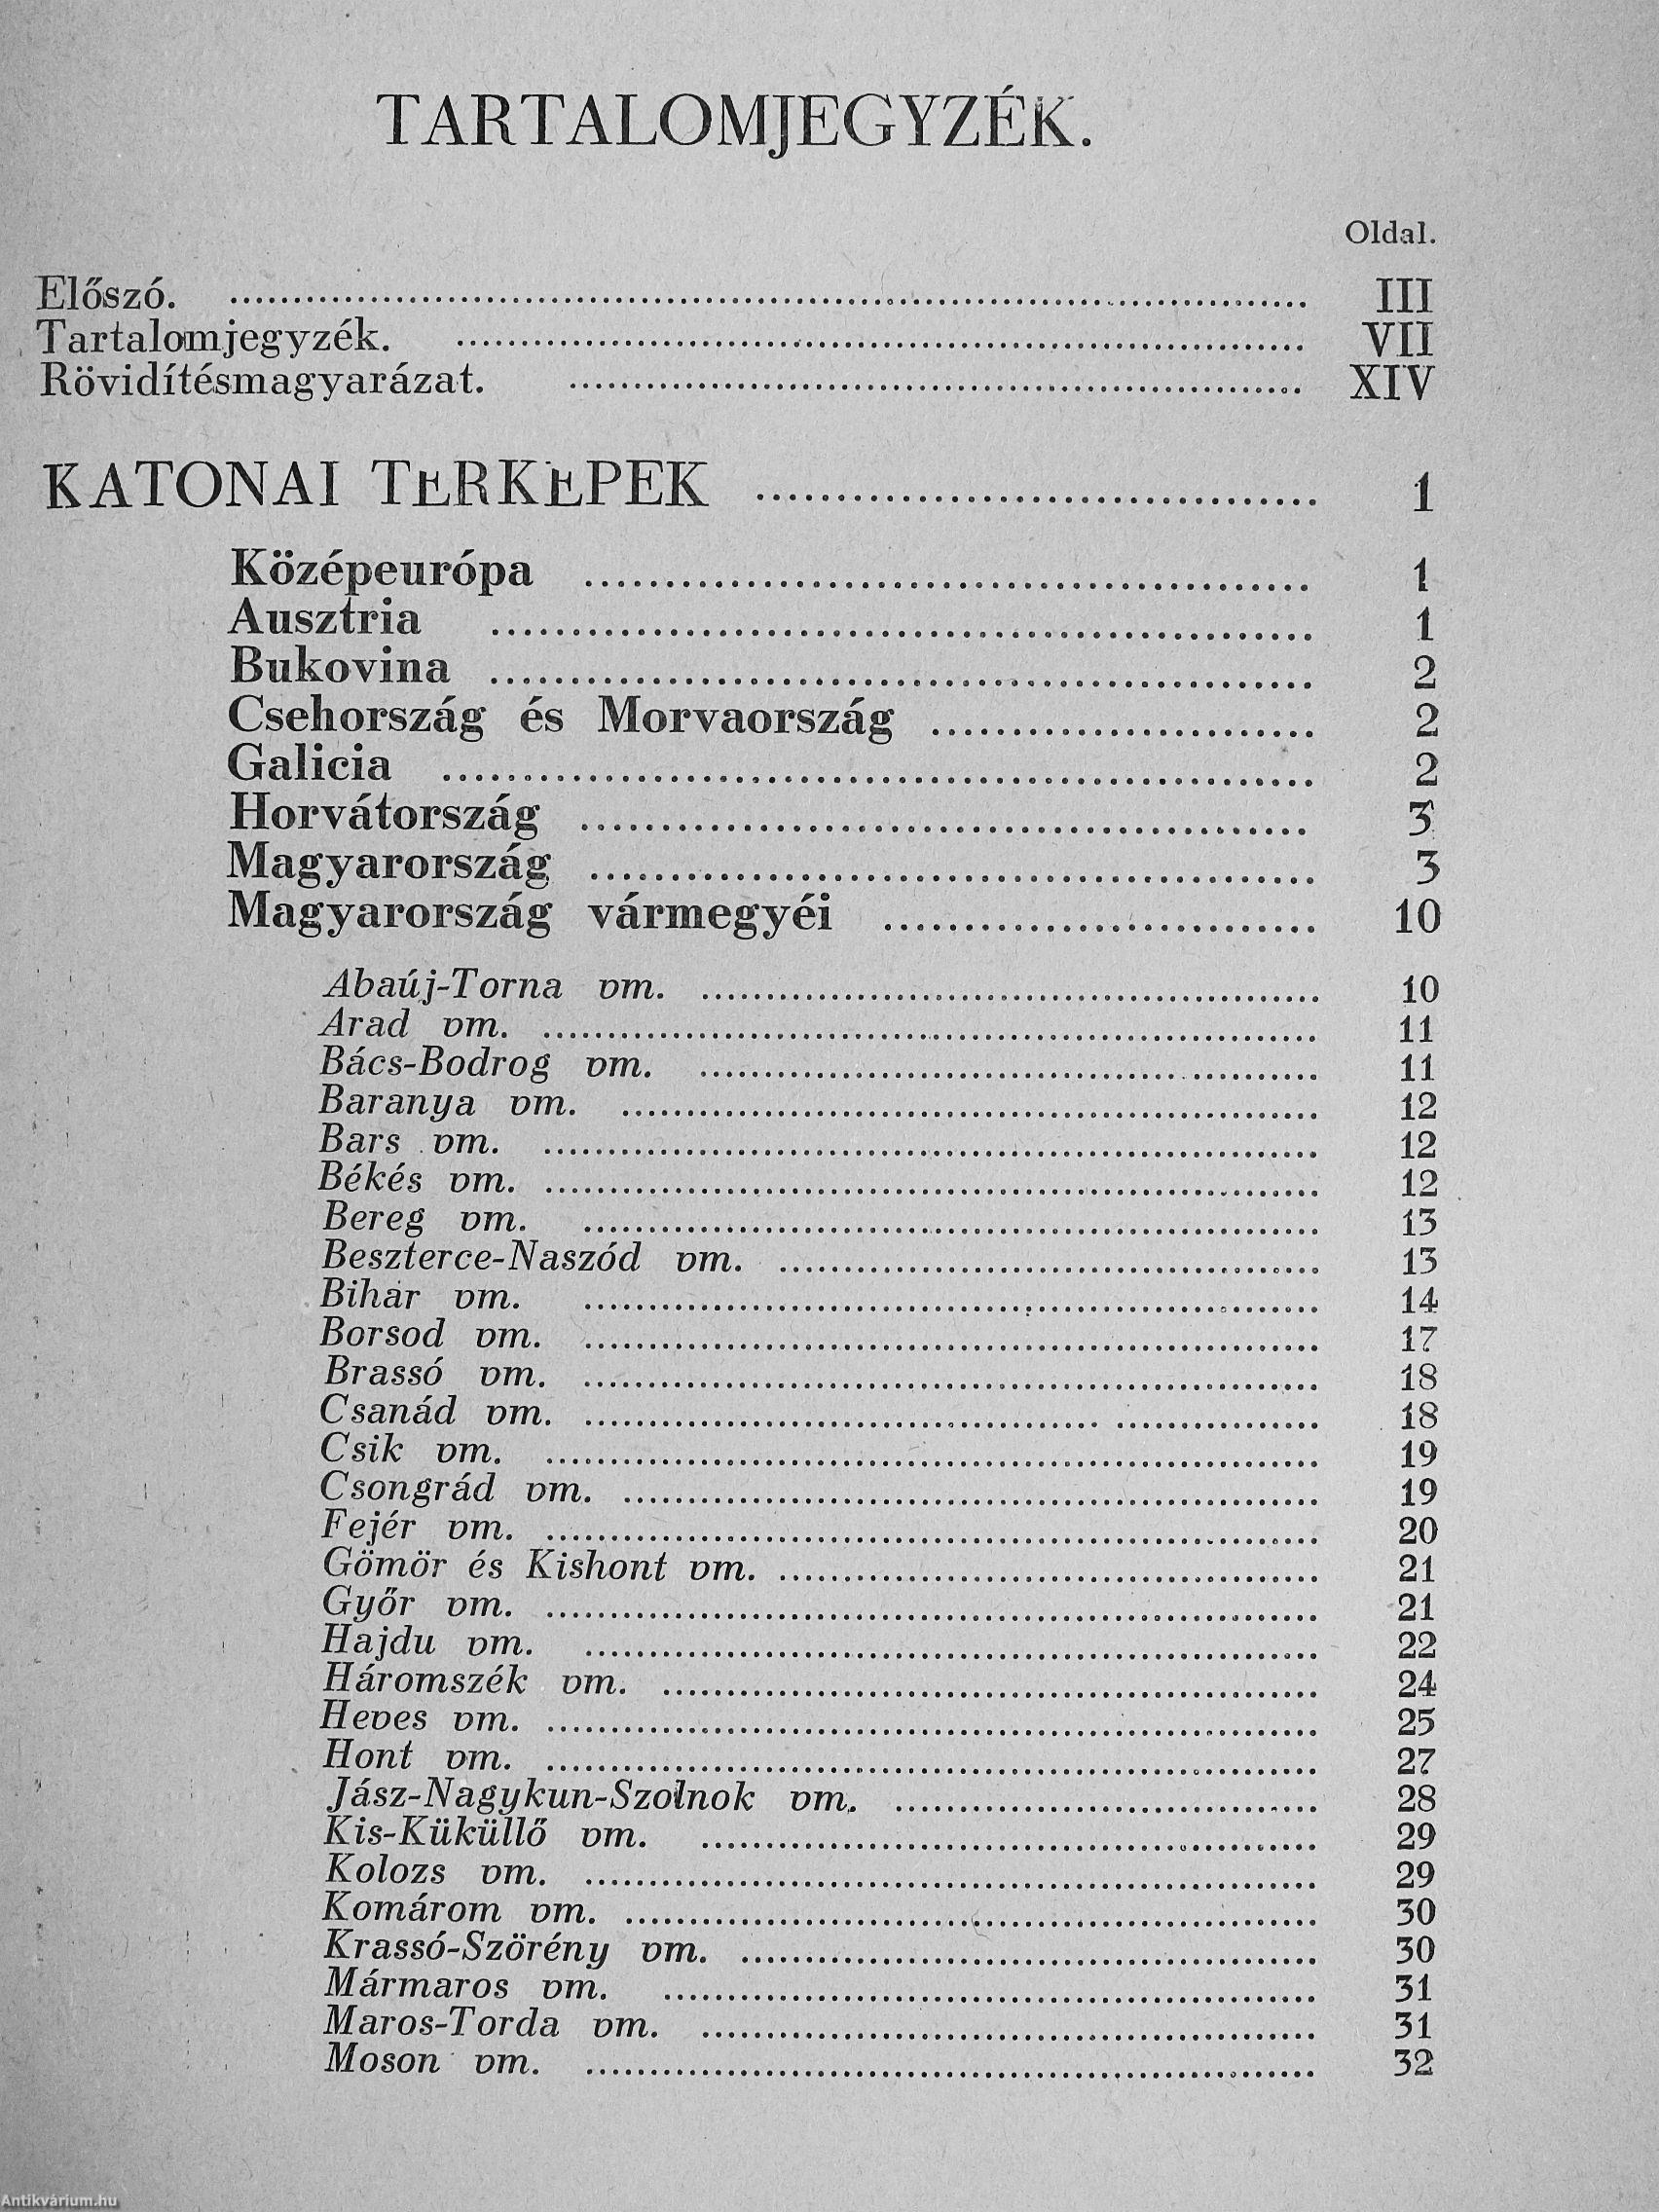 TARTALOMJEGYZÉK.
Oldal.
Előszó. .......... III
Tartalomjegyzék. .......... VII
Rövidítésmagyarázat. .......... XIV
KATONAI TERKEPEK .......... 1
Középeurópa .......... 1
Ausztria .......... 1
Bukovina .......... 2
Csehország és Morvaország .......... 2
Galicia .......... 2
Horvátország .......... 3
Magyarország .......... 3
Magyarország vármegyéi .......... 10
Abaúj-Torna vm. .......... 10
Arad vm. .......... 11
Bács-Bodrog vm. .......... 11
Baranya vm. .......... 12
Bars vm. .......... 12
Békés vm. .......... 12
Bereg vm. .......... 13
Beszterce-Naszód vm. .......... 13
Bihar vm. .......... 14
Borsod vm. .......... 17
Brassó vm. .......... 18
Csanád vm. .......... 18
Csik vm. .......... 19
Csongrád vm. .......... 19
Fejér vm. .......... 20
Gömör és Kishont vm. .......... 21
Győr vm. .......... 21
Hajdu vm. .......... 22
Háromszék vm. .......... 24
Heves vm. .......... 25
Hont vm. .......... 27
Jász-Nagykun-Szolnok vm. .......... 28
Kis-Küküllő vm. .......... 29
Kolozs vm. .......... 29
Komárom vm. .......... 30
Krassó-Szörény vm. .......... 30
Mármaros vm. .......... 31
Maros-Torda vm. .......... 31
Moson vm. .......... 32
Antikvárium.hu